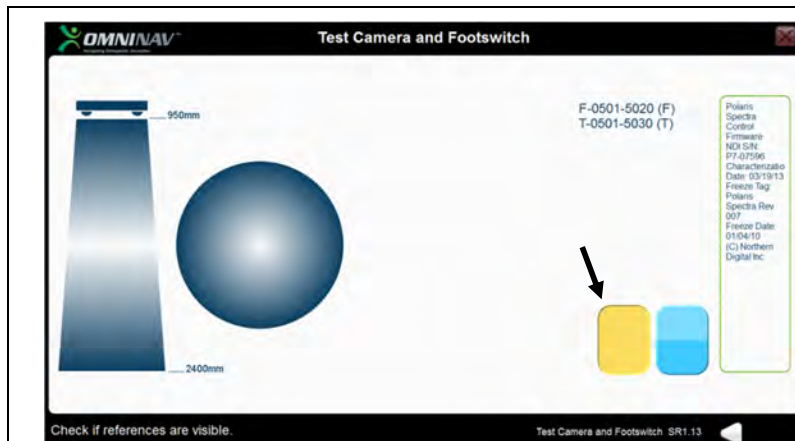 OMNINAV™
Test Camera and Footswitch
950mm
2400mm
F-0501-5020 (F)
T-0501-5030 (T)
Polaris
Spectra
Control
Firmware
NDI S/N:
P7-07596
Characterizatio
Date: 03/19/13
Freeze Tag:
Polaris
Spectra Rev
007
Freeze Date:
01/04/10
(C) Northern
Digital Inc.
Check if references are visible.
Test Camera and Footswitch SR1.13